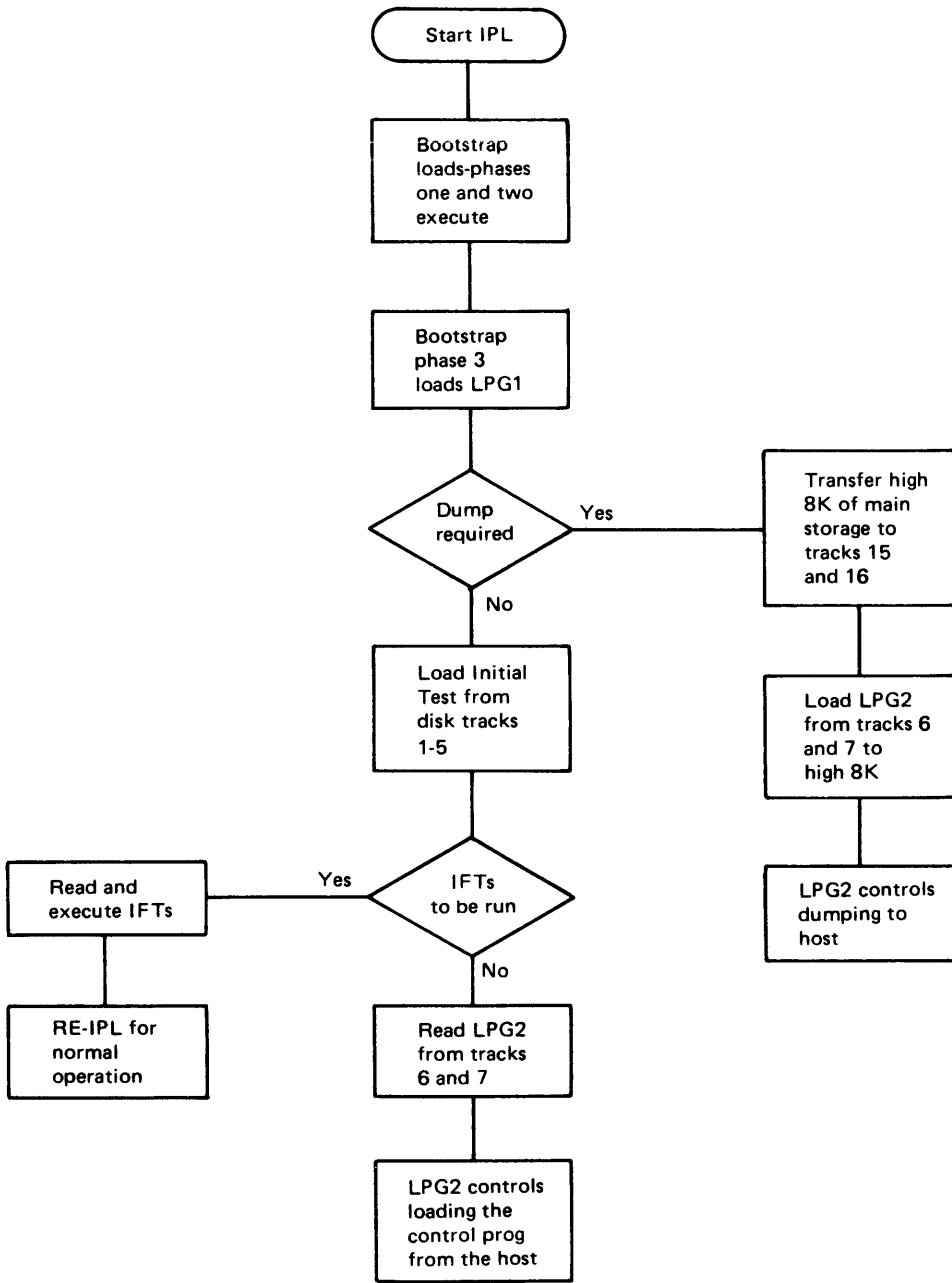 Start IPL
Bootstrap
loads-phases
one and two
execute
Bootstrap
phase 3
loads LPG1
Dump
required
Yes
No
Transfer high
8K of main
storage to
tracks 15
and 16
Load LPG2
from tracks 6
and 7 to
high 8K
LPG2 controls
dumping to
host
Load Initial
Test from
disk tracks
1-5
IFTs
to be run
Yes
No
Read and
execute IFTs
RE-IPL for
normal
operation
Read LPG2
from tracks
6 and 7
LPG2 controls
loading the
control prog
from the host